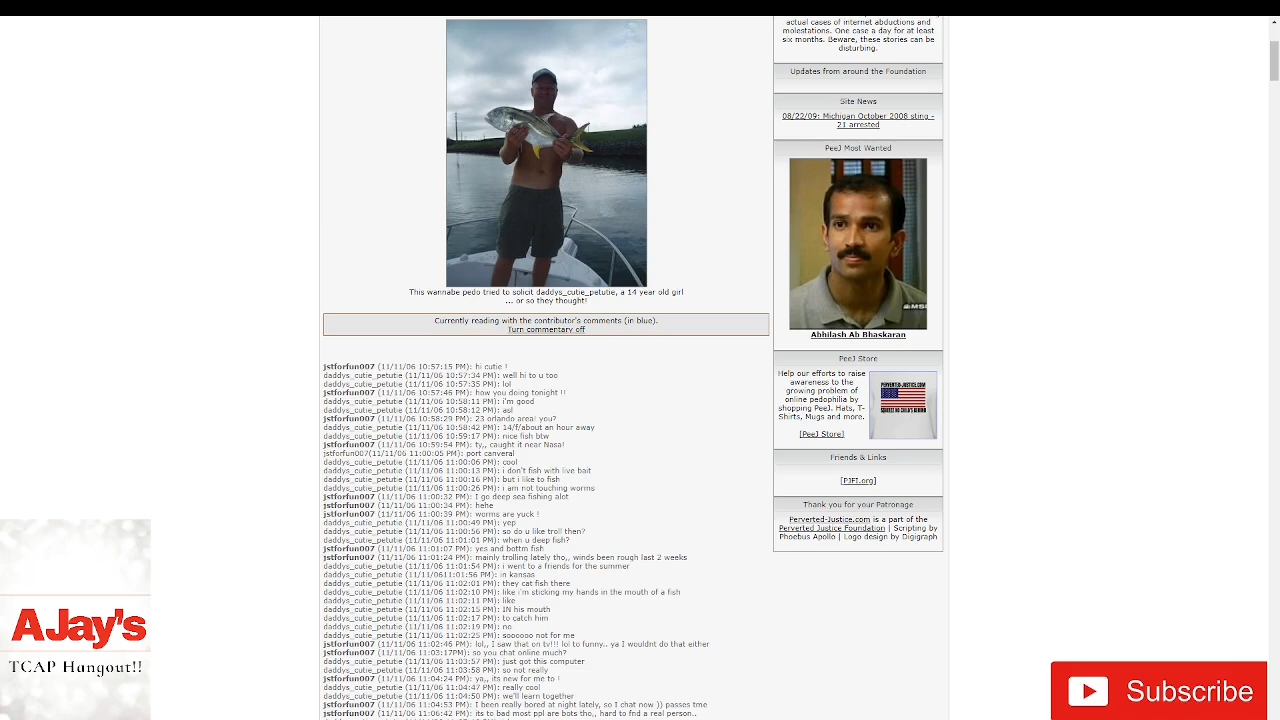 This wannabe pedo tried to solicit daddys_cutie_petutie, a 14 year old girl
... or so they thought!
Currently reading with the contributor's comments (in blue).
Turn commentary off
jstforfun007 (11/11/06 10:57:15 PM): hi cutie !
daddys_cutie_petutie (11/11/06 10:57:34 PM): well hi to u too
daddys_cutie_petutie (11/11/06 10:57:35 PM): lol
jstforfun007 (11/11/06 10:57:46 PM): how you doing tonight !!
daddys_cutie_petutie (11/11/06 10:58:11 PM): i'm good
daddys_cutie_petutie (11/11/06 10:58:12 PM): asl
jstforfun007 (11/11/06 10:58:29 PM): 23 orlando area! you?
daddys_cutie_petutie (11/11/06 10:58:42 PM): 14/f/about an hour away
daddys_cutie_petutie (11/11/06 10:59:17 PM): nice fish btw
jstforfun007 (11/11/06 10:59:54 PM): ty,, caught it near Nasa!
jstforfun007(11/11/06 11:00:05 PM): port canveral
daddys_cutie_petutie (11/11/06 11:00:06 PM): cool
daddys_cutie_petutie (11/11/06 11:00:13 PM): i don't fish with live bait
daddys_cutie_petutie (11/11/06 11:00:16 PM): but i like to fish
daddys_cutie_petutie (11/11/06 11:00:26 PM): i am not touching worms
jstforfun007 (11/11/06 11:00:32 PM): I go deep sea fishing alot
jstforfun007 (11/11/06 11:00:34 PM): hehe
jstforfun007 (11/11/06 11:00:39 PM): worms are yuck !
daddys_cutie_petutie (11/11/06 11:00:49 PM): yep
daddys_cutie_petutie (11/11/06 11:00:56 PM): so do u like troll then?
daddys_cutie_petutie (11/11/06 11:01:01 PM): when u deep fish?
jstforfun007 (11/11/06 11:01:07 PM): yes and bottm fish
jstforfun007 (11/11/06 11:01:24 PM): mainly trolling lately tho,, winds been rough last 2 weeks
daddys_cutie_petutie (11/11/06 11:01:54 PM): i went to a friends for the summer
daddys_cutie_petutie (11/11/0611:01:56 PM): in kansas
daddys_cutie_petutie (11/11/06 11:02:01 PM): they cat fish there
daddys_cutie_petutie (11/11/06 11:02:10 PM): like i'm sticking my hands in the mouth of a fish
daddys_cutie_petutie (11/11/06 11:02:11 PM): like
daddys_cutie_petutie (11/11/06 11:02:15 PM): IN his mouth
daddys_cutie_petutie (11/11/06 11:02:17 PM): to catch him
daddys_cutie_petutie (11/11/06 11:02:19 PM): no
daddys_cutie_petutie (11/11/06 11:02:25 PM): soooooo not for me
jstforfun007 (11/11/06 11:02:46 PM): lol,, I saw that on tv!!! lol to funny.. ya I wouldnt do that either
jstforfun007 (11/11/06 11:03:17PM): so you chat online much?
daddys_cutie_petutie (11/11/06 11:03:57 PM): just got this computer
daddys_cutie_petutie (11/11/06 11:03:58 PM): so not really
jstforfun007 (11/11/06 11:04:24 PM): ya,, its new for me to !
daddys_cutie_petutie (11/11/06 11:04:47 PM): really cool
daddys_cutie_petutie (11/11/06 11:04:50 PM): we'll learn together
jstforfun007 (11/11/06 11:04:53 PM): I been really bored at night lately, so I chat now )) passes tme
jstforfun007 (11/11/06 11:06:42 PM): its to bad most ppl are bots tho,, hard to fnd a real person..
actual cases of internet abductions and
molestations. One case a day for at least
six months. Beware, these stories can be
disturbing.
Updates from around the Foundation
Site News
08/22/09: Michigan October 2008 sting -
21 arrested
PeeJ Most Wanted
MS
Abhilash Ab Bhaskaran
PeeJ Store
Help our efforts to raise
awareness to the
growing problem of
online pedophilia by
shopping PeeJ. Hats, T-
Shirts, Mugs and more.
[PeeJ Store]
PERVERTED-JUSTICE.COM
Friends & Links
[PJFI.org]
Thank you for your Patronage
Perverted-Justice.com is a part of the
Perverted Justice Foundation | Scripting by
Phoebus Apollo | Logo design by Digigraph
AJay's
TCAP Hangout!!
Subscribe